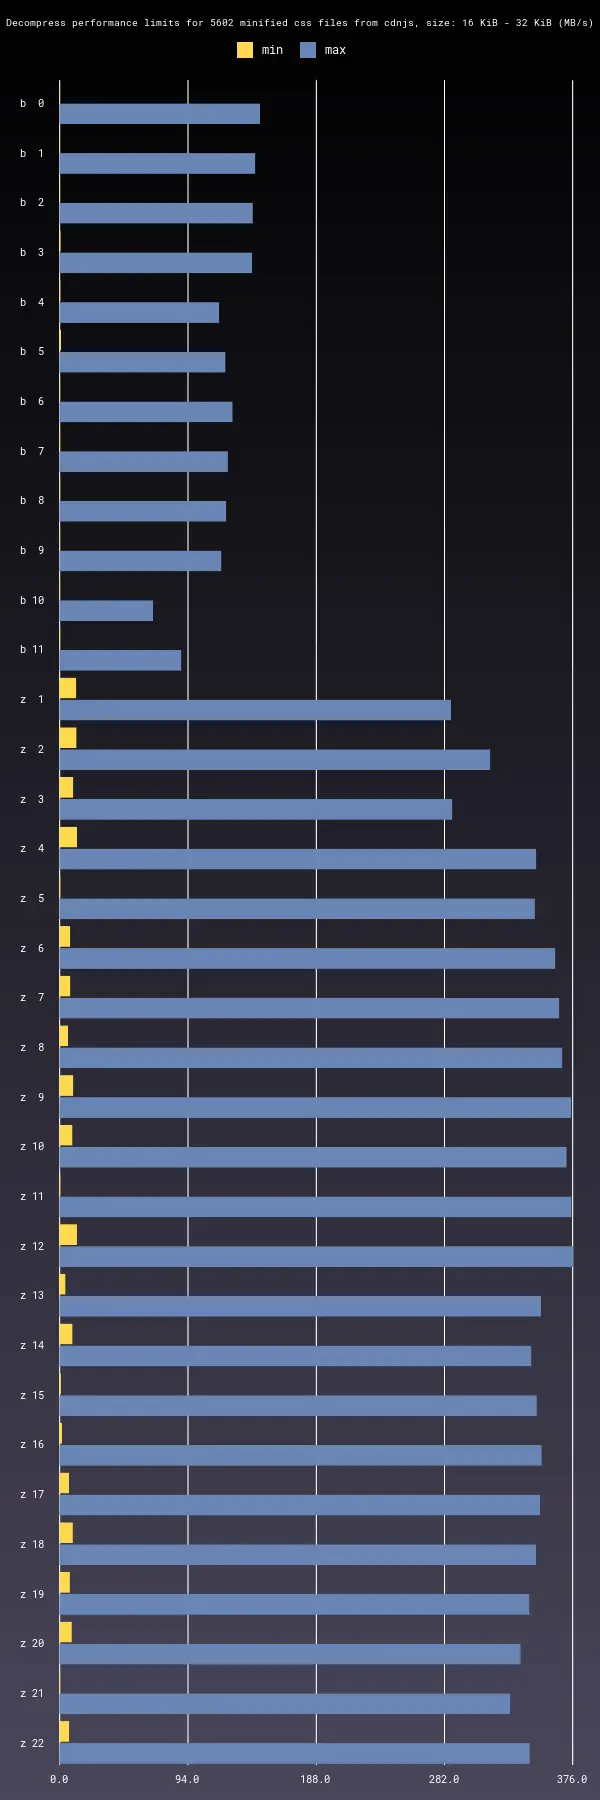 Decompress performance limits for 5602 minified css files from cdnjs, size: 16 KiB - 32 KiB (MB/s)
min max
b 0
b 1
b 2
b 3
b 4
b 5
b 6
b 7
b 8
b 9
b 10
b 11
z 1
z 2
z 3
z 4
z 5
z 6
z 7
z 8
z 9
z 10
z 11
z 12
z 13
z 14
z 15
z 16
z 17
z 18
z 19
z 20
z 21
z 22
0.0 94.0 188.0 282.0 376.0